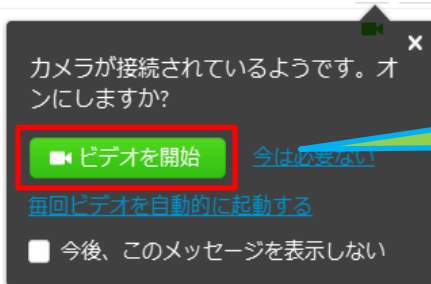 カメラが接続されているようです。オ
ンにしますか?
ビデオを開始 今は必要ない
毎回ビデオを自動的に起動する
今後、このメッセージを表示しない